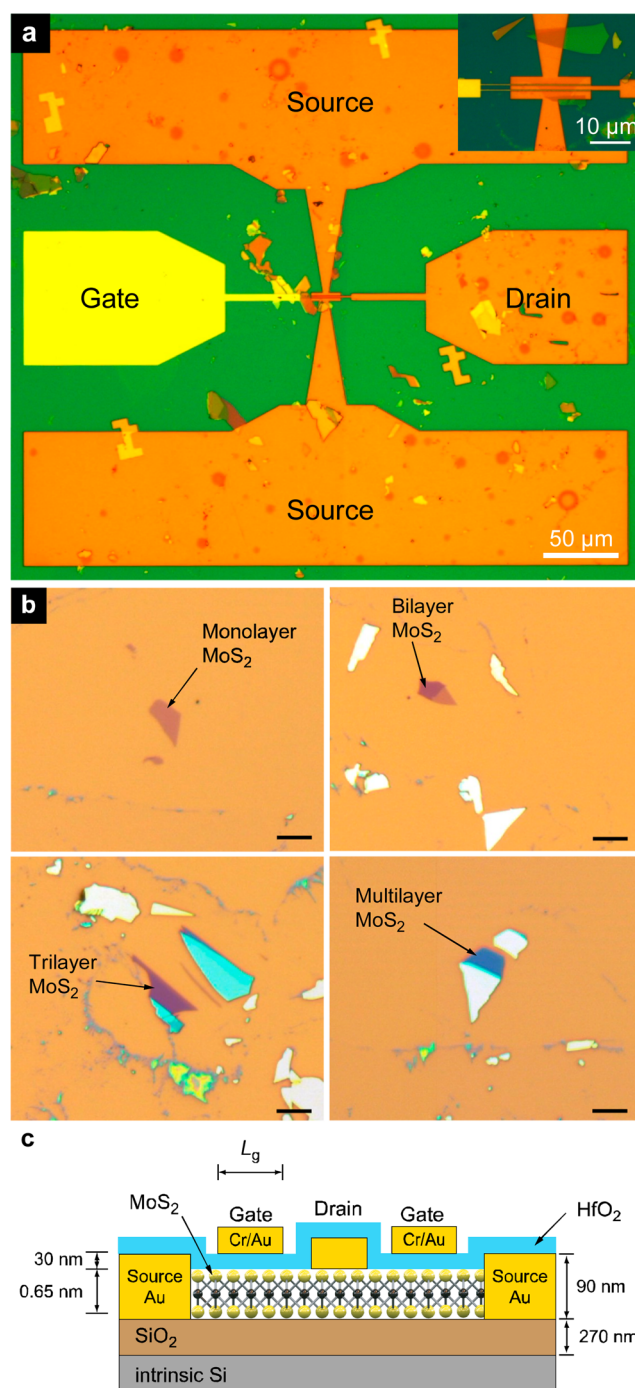 a
Source
10 µm
Gate
Drain
Source
50 µm
b
Monolayer
MoS₂
Bilayer
MoS₂
Trilayer
MoS₂
Multilayer
MoS₂
c
Lg
MoS₂
Gate
Drain
Gate
HfO₂
Cr/Au
Cr/Au
30 nm
0.65 nm
Source
Au
Source
Au
90 nm
SiO₂
270 nm
intrinsic Si